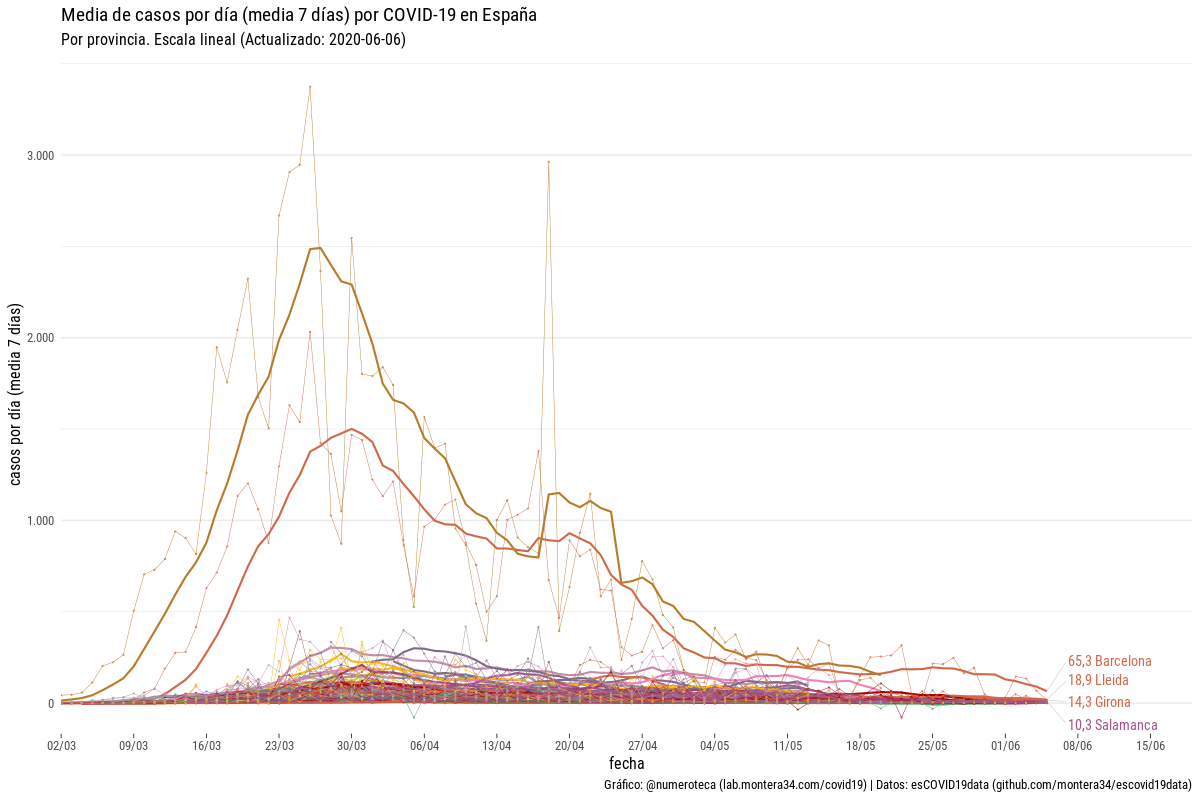 Media de casos por día (media 7 días) por COVID-19 en España
Por provincia. Escala lineal (Actualizado: 2020-06-06)
casos por día (media 7 días)
3.000
2.000
1.000
0
65,3 Barcelona
18,9 Lleida
14,3 Girona
10,3 Salamanca
02/03 09/03 16/03 23/03 30/03 06/04 13/04 20/04 27/04 04/05 11/05 18/05 25/05 01/06 08/06 15/06
fecha
Gráfico: @numeroteca (lab.montera34.com/covid19) | Datos: esCOVID19data (github.com/montera34/escovid19data)